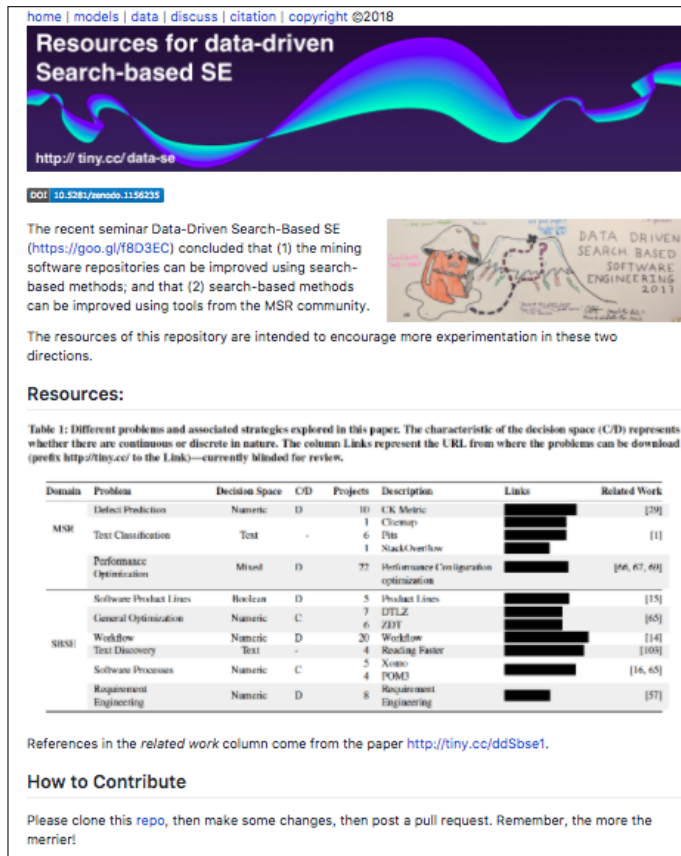 home | models | data | discuss | citation | copyright ©2018
Resources for data-driven
Search-based SE
http:// tiny.cc/ data-se
DOI 10.5281/zenodo.1156235
The recent seminar Data-Driven Search-Based SE
(https://goo.gl/f8D3EC) concluded that (1) the mining
software repositories can be improved using search-
based methods; and that (2) search-based methods
can be improved using tools from the MSR community.
DATA DRIVEN
SEARCH BASED
SOFTWARE
ENGINEERING
2017
The resources of this repository are intended to encourage more experimentation in these two
directions.
Resources:
Table 1: Different problems and associated strategies explored in this paper. The characteristic of the decision space (C/D) represents
whether there are continuous or discrete in nature. The column Links represent the URL from where the problems can be download
(prefix http://tiny.cc/ to the Link)—currently blinded for review.
Domain Problem Decision Space C/D Projects Description Links Related Work
MSR Defect Prediction Numeric D 10 CK Metric [29]
1 Citemap
Text Classification Text - 6 Pits [1]
1 StackOverflow
Performance Optimization Mixed D 22 Performance Configuration optimization [66, 67, 69]
SBSE Software Product Lines Boolean D 5 Product Lines [15]
General Optimization Numeric C 7 DTLZ [65]
6 ZDT
Workflow Numeric D 20 Workflow [14]
Text Discovery Text - 4 Reading Faster [103]
Software Processes Numeric C 5 Xomo [16, 65]
4 POM3
Requirement Engineering Numeric D 8 Requirement Engineering [57]
References in the related work column come from the paper http://tiny.cc/ddSbse1.
How to Contribute
Please clone this repo, then make some changes, then post a pull request. Remember, the more the
merrier!